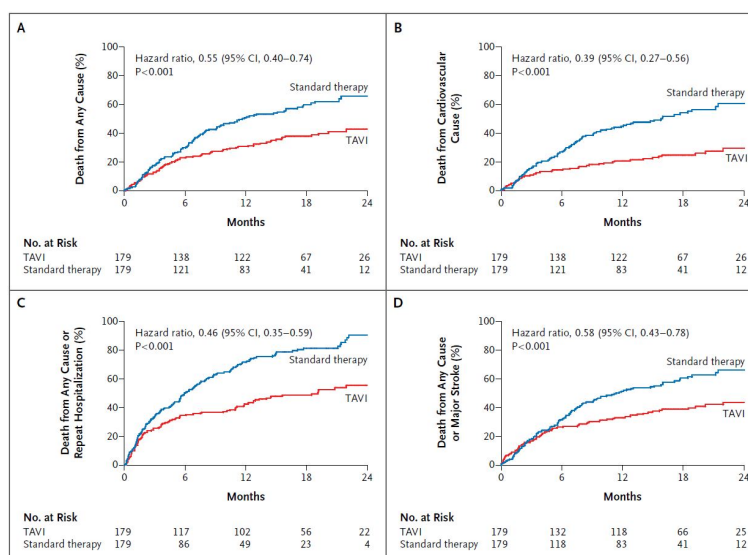 A
Death from Any Cause (%)
100
80
60
40
20
0
Hazard ratio, 0.55 (95% CI, 0.40–0.74)
P<0.001
Standard therapy
TAVI
0 6 12 18 24
Months
No. at Risk
TAVI 179 138 122 67 26
Standard therapy 179 121 83 41 12
B
Death from Cardiovascular
Cause (%)
100
80
60
40
20
0
Hazard ratio, 0.39 (95% CI, 0.27–0.56)
P<0.001
Standard therapy
TAVI
0 6 12 18 24
Months
No. at Risk
TAVI 179 138 122 67 26
Standard therapy 179 121 83 41 12
C
Death from Any Cause or
Repeat Hospitalization (%)
100
80
60
40
20
0
Hazard ratio, 0.46 (95% CI, 0.35–0.59)
P<0.001
Standard therapy
TAVI
0 6 12 18 24
Months
No. at Risk
TAVI 179 117 102 56 22
Standard therapy 179 86 49 23 4
D
Death from Any Cause
or Major Stroke (%)
100
80
60
40
20
0
Hazard ratio, 0.58 (95% CI, 0.43–0.78)
P<0.001
Standard therapy
TAVI
0 6 12 18 24
Months
No. at Risk
TAVI 179 132 118 66 25
Standard therapy 179 118 83 41 12